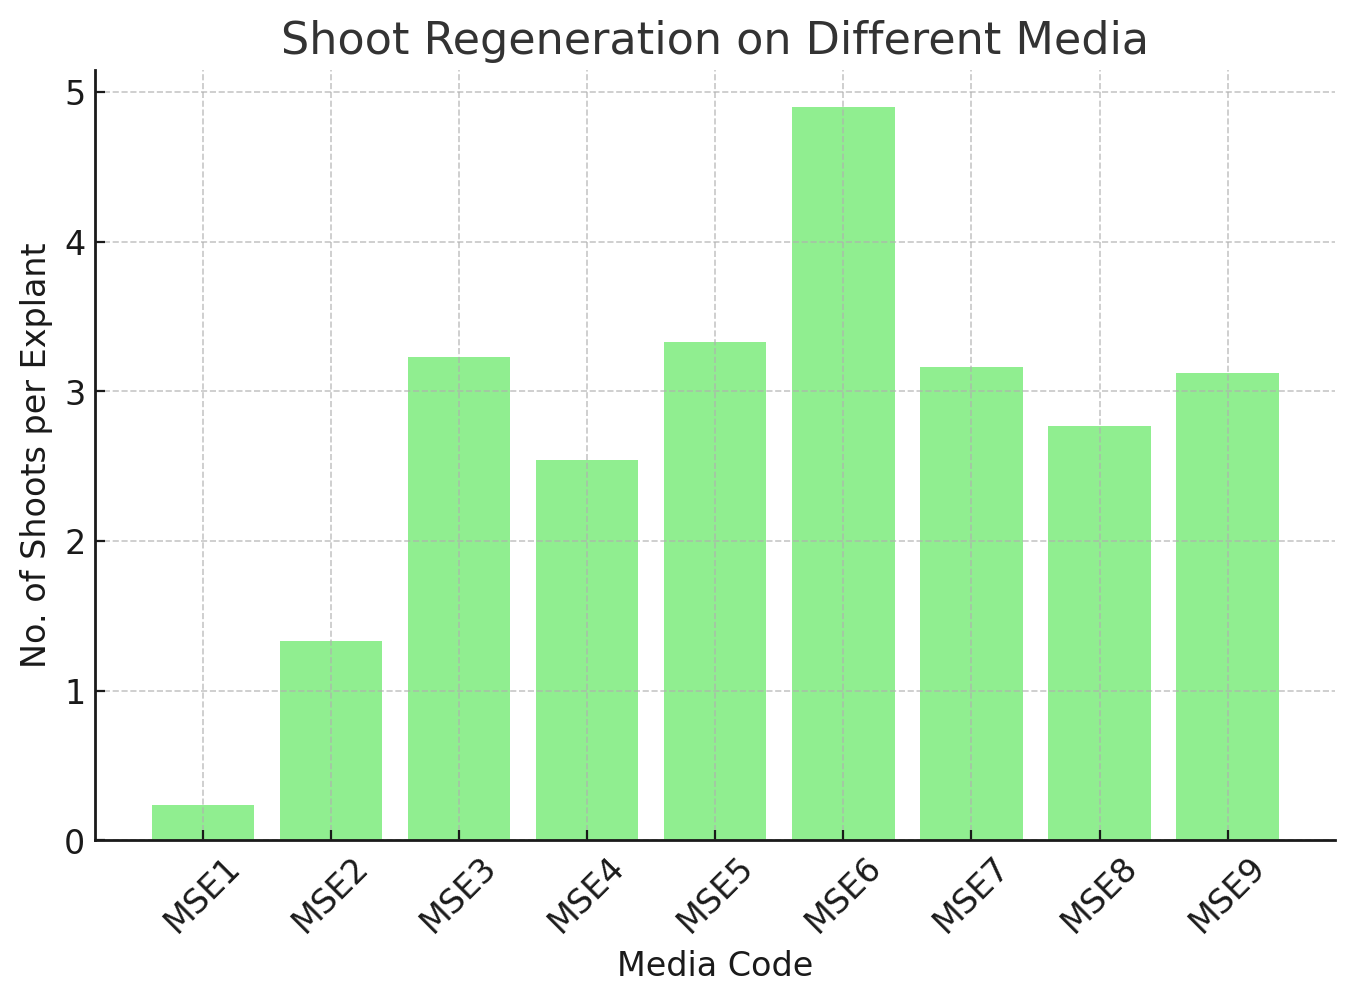 Shoot Regeneration on Different Media
No. of Shoots per Explant
5
4
3
2
1
0
MSE1
MSE2
MSE3
MSE4
MSE5
MSE6
MSE7
MSE8
MSE9
Media Code